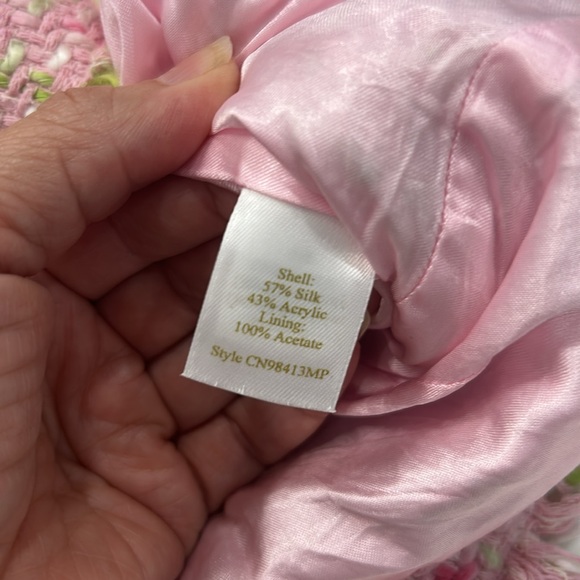 Shell:
57% Silk
43% Acrylic
Lining:
100% Acetate
Style CN98413MP